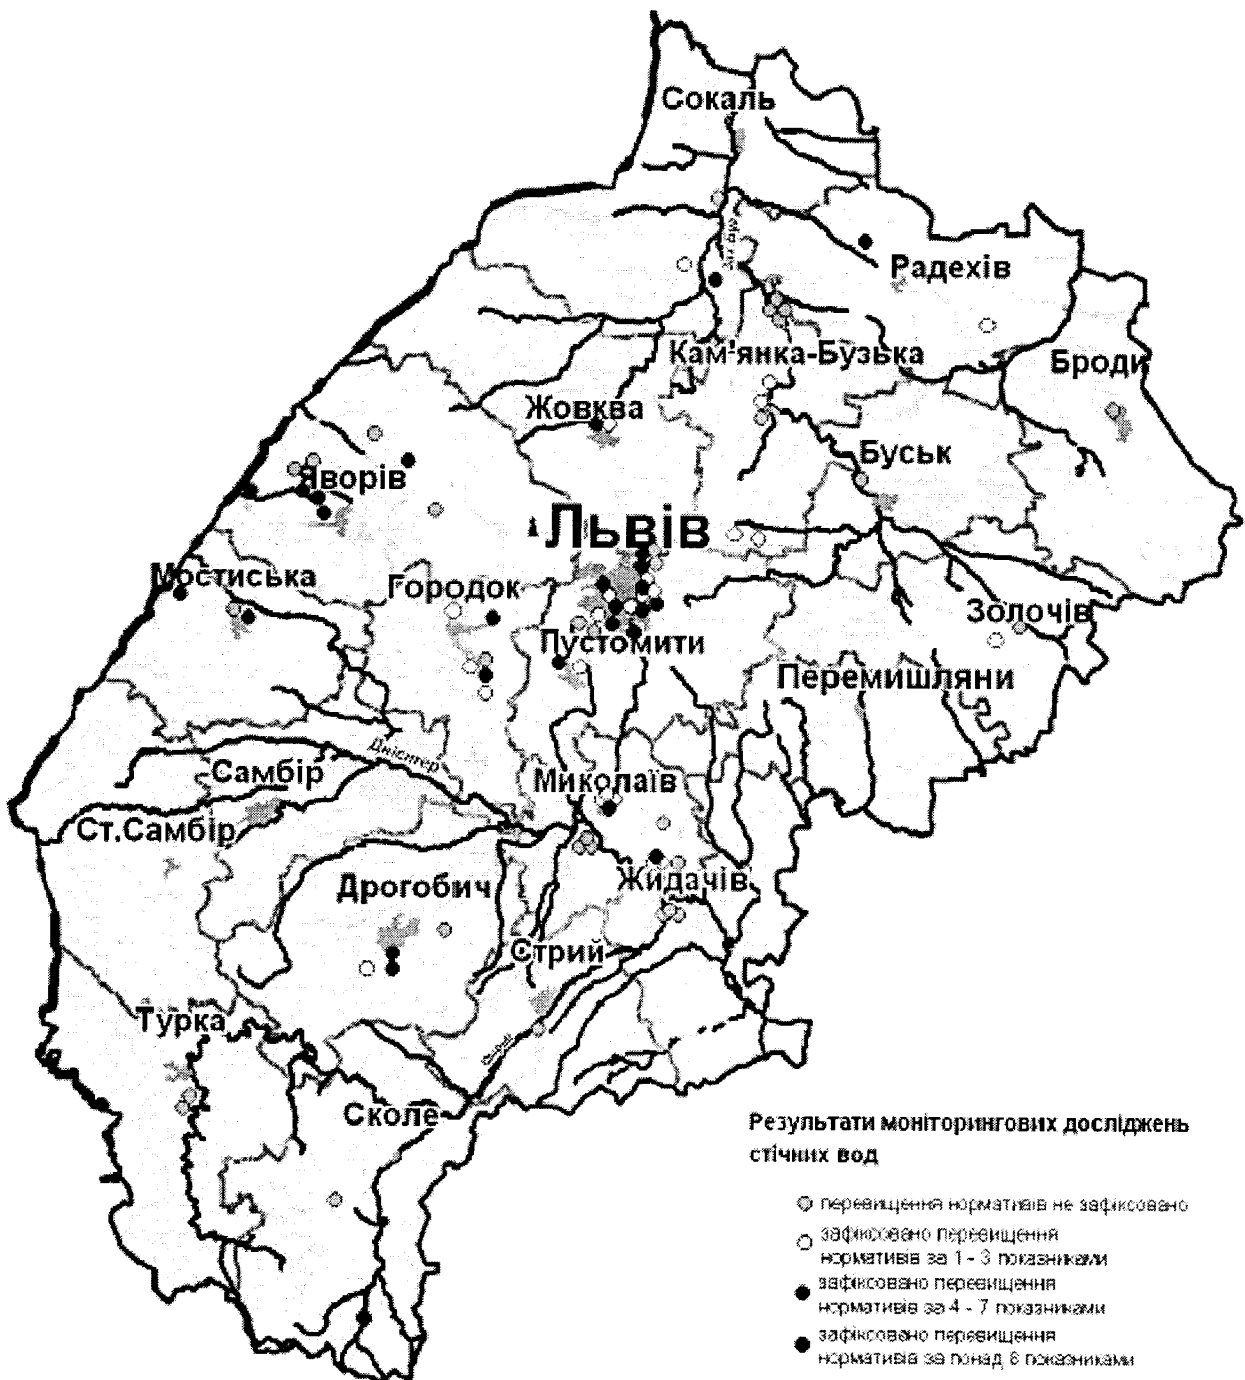 Сокаль
Радехів
Кам'янка-Бузька
Броди
Жовква
Буськ
Яворів
Львів
Мостиська
Городок
Золочів
Пустомити
Перемишляни
Дністер
Самбір
Миколаїв
Ст.Самбір
Дрогобич
Жидачів
Стрий
Турка
Сколе
Результати моніторингових досліджень
стічних вод
перевищення нормативів не зафіксовано
зафіксовано перевищення
нормативів за 1 - 3 показниками
зафіксовано перевищення
нормативів за 4 - 7 показниками
зафіксовано перевищення
нормативів за понад 8 показниками